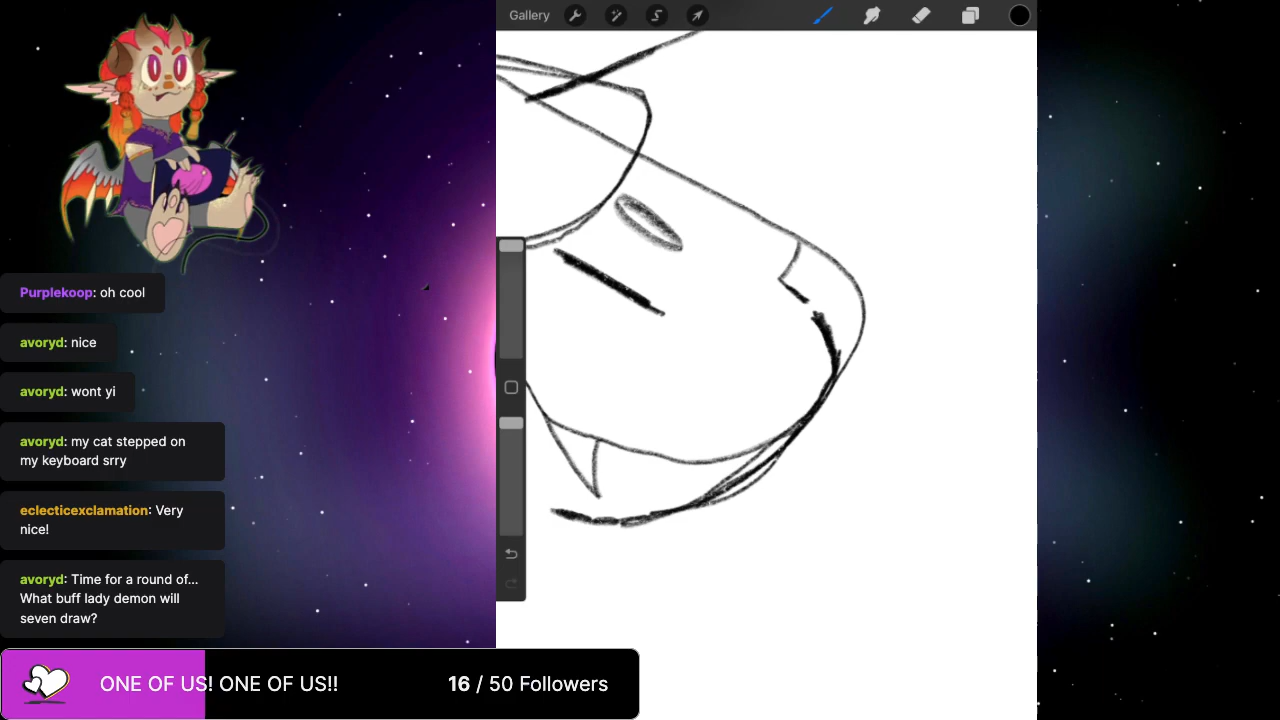 Gallery
Purplekoop: oh cool
avoryd: nice
avoryd: wont yi
avoryd: my cat stepped on
my keyboard srry
eclecticexclamation: Very
nice!
avoryd: Time for a round of...
What buff lady demon will
seven draw?
ONE OF US! ONE OF US!! 16 / 50 Followers